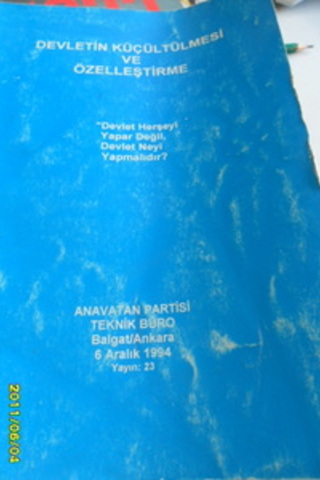 DEVLETİN KÜÇÜLTÜLMESİ
VE
ÖZELLEŞTİRME
"Devlet Herşeyi
Yapar Değil,
Devlet Neyi
Yapmalıdır?
ANAVATAN PARTİSİ
TEKNİK BÜRO
Balgat/Ankara
6 Aralık 1994
Yayın: 23
2011/06/04